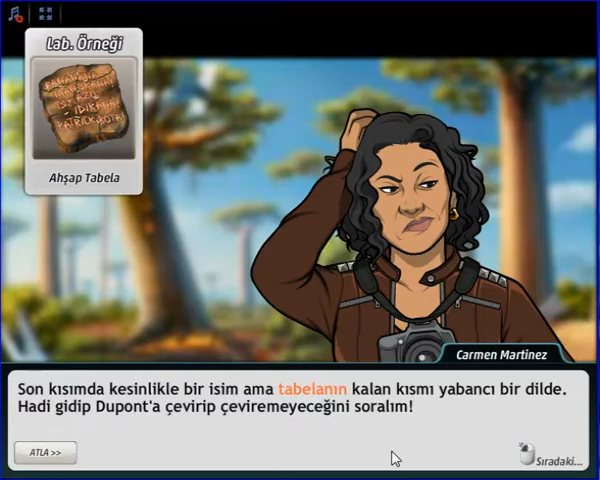 Lab. Örneği
Ahşap Tabela
Carmen Martinez
Son kısımda kesinlikle bir isim ama tabelanın kalan kısmı yabancı bir dilde.
Hadi gidip Dupont'a çevirip çeviremeyeceğini soralım!
ATLA >>
Sıradaki...